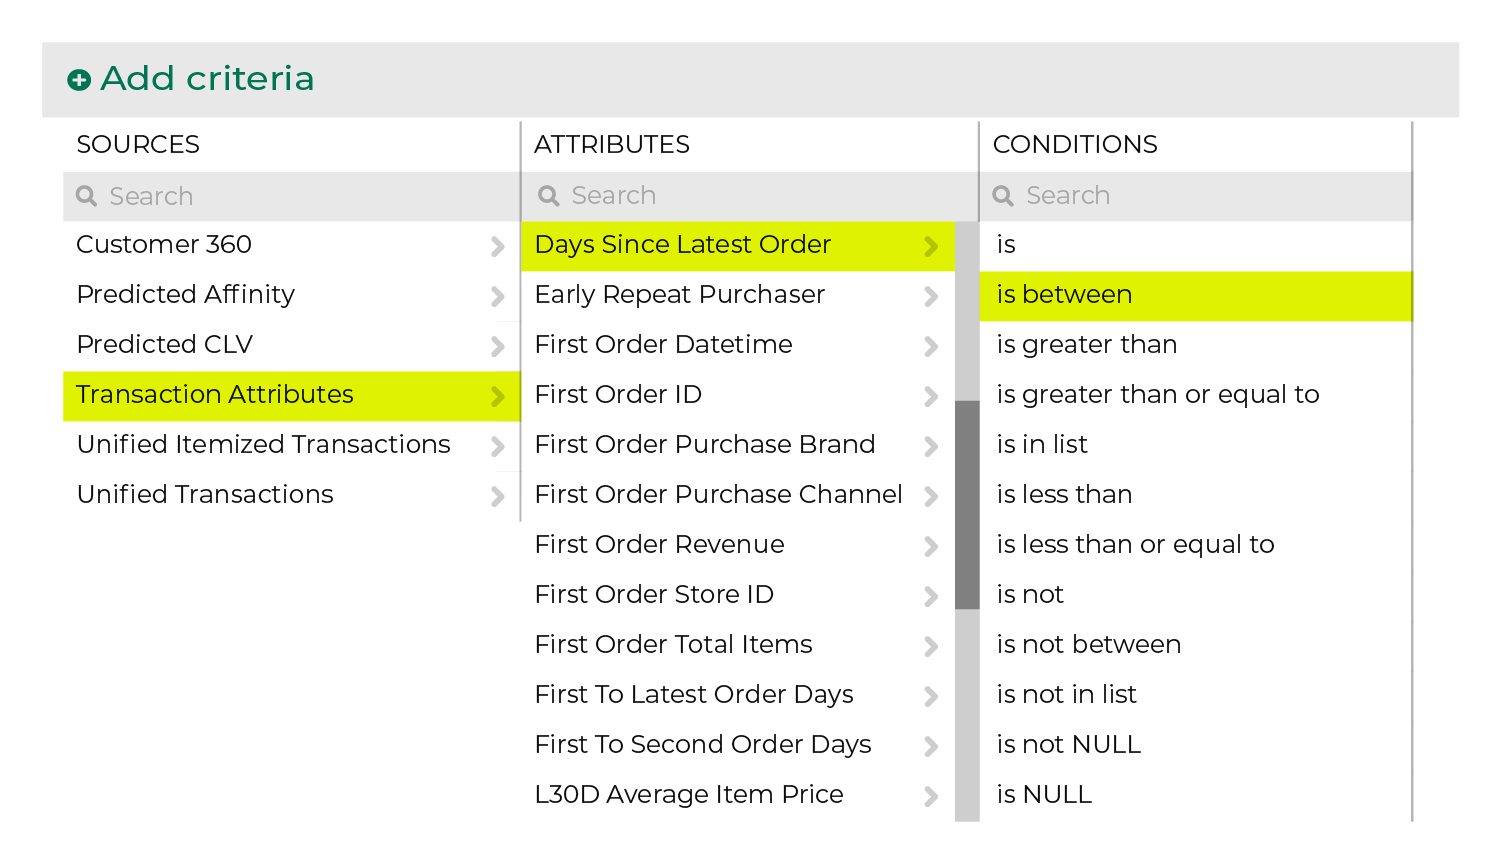 Add criteria
SOURCES
Search
Customer 360
Predicted Affinity
Predicted CLV
Transaction Attributes
Unified Itemized Transactions
Unified Transactions
ATTRIBUTES
Search
Days Since Latest Order
Early Repeat Purchaser
First Order Datetime
First Order ID
First Order Purchase Brand
First Order Purchase Channel
First Order Revenue
First Order Store ID
First Order Total Items
First To Latest Order Days
First To Second Order Days
L30D Average Item Price
CONDITIONS
Search
is
is between
is greater than
is greater than or equal to
is in list
is less than
is less than or equal to
is not
is not between
is not in list
is not NULL
is NULL